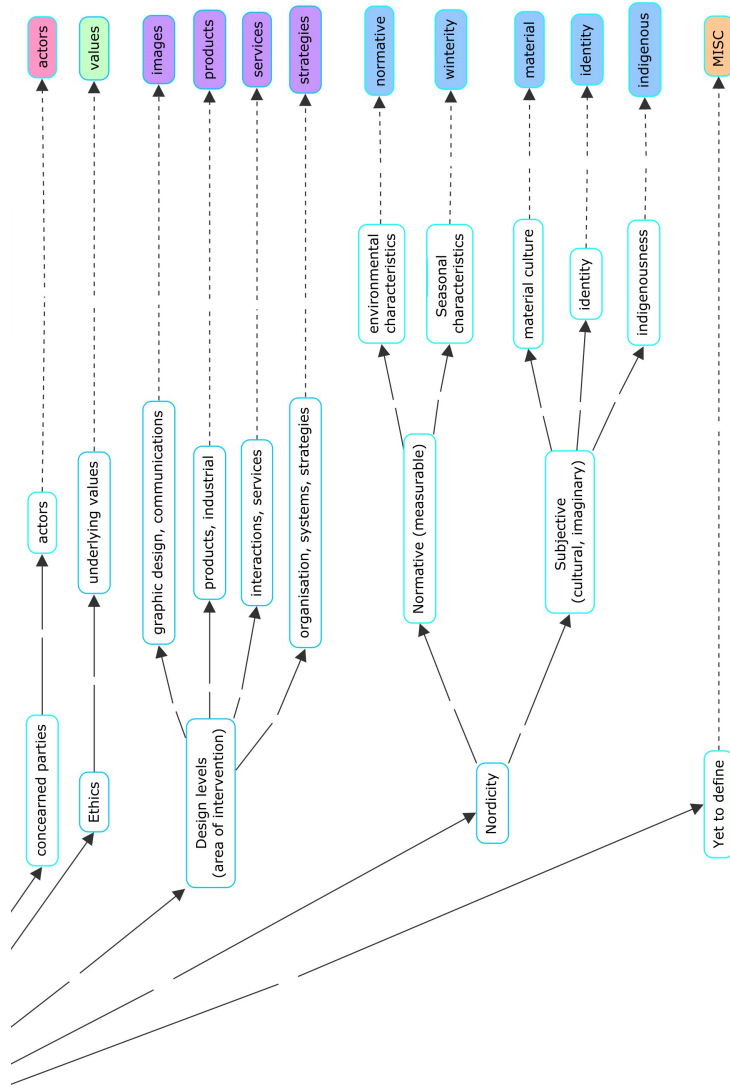 concearned parties
actors
actors
Ethics
underlying values
values
Design levels
(area of intervention)
graphic design, communications
images
products, industrial
products
interactions, services
services
organisation, systems, strategies
strategies
Nordicity
Normative (measurable)
environmental
characteristics
normative
Seasonal
characteristics
winterity
Subjective
(cultural, imaginary)
material culture
material
identity
identity
indigenousness
indigenous
Yet to define
MISC